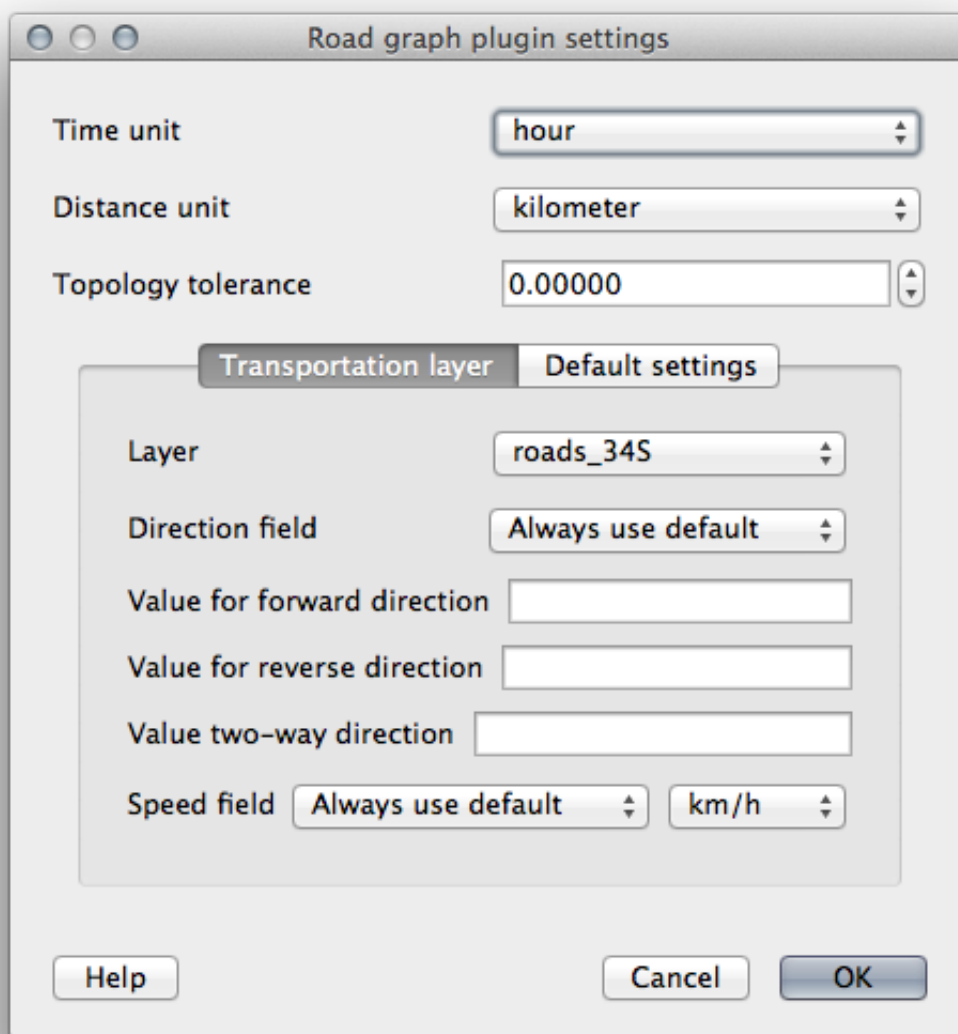 Road graph plugin settings
Time unit hour
Distance unit kilometer
Topology tolerance 0.00000
Transportation layer Default settings
Layer roads_34S
Direction field Always use default
Value for forward direction
Value for reverse direction
Value two-way direction
Speed field Always use default km/h
Help Cancel OK